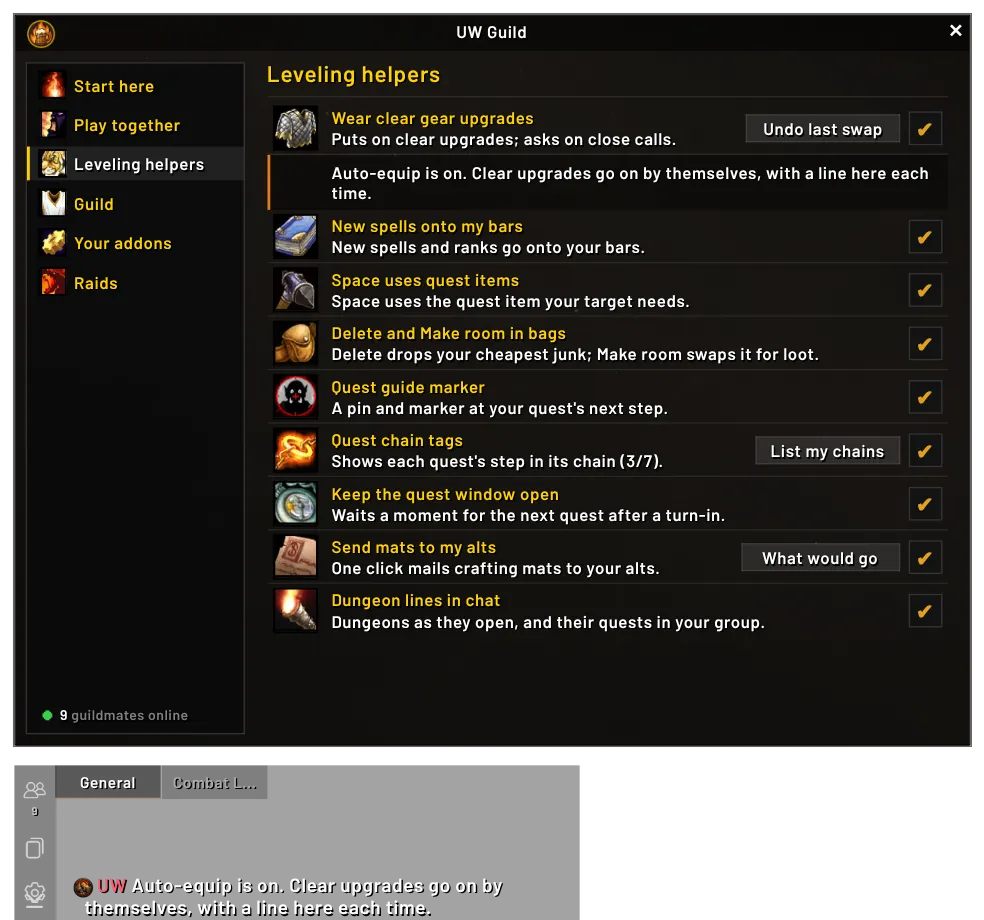 UW Guild
Start here
Play together
Leveling helpers
Guild
Your addons
Raids
9 guildmates online
Leveling helpers
Wear clear gear upgrades
Puts on clear upgrades; asks on close calls.
Undo last swap
Auto-equip is on. Clear upgrades go on by themselves, with a line here each
time.
New spells onto my bars
New spells and ranks go onto your bars.
Space uses quest items
Space uses the quest item your target needs.
Delete and Make room in bags
Delete drops your cheapest junk; Make room swaps it for loot.
Quest guide marker
A pin and marker at your quest's next step.
Quest chain tags
Shows each quest's step in its chain (3/7).
List my chains
Keep the quest window open
Waits a moment for the next quest after a turn-in.
Send mats to my alts
One click mails crafting mats to your alts.
What would go
Dungeon lines in chat
Dungeons as they open, and their quests in your group.
General
Combat L...
9
UW Auto-equip is on. Clear upgrades go on by
themselves, with a line here each time.